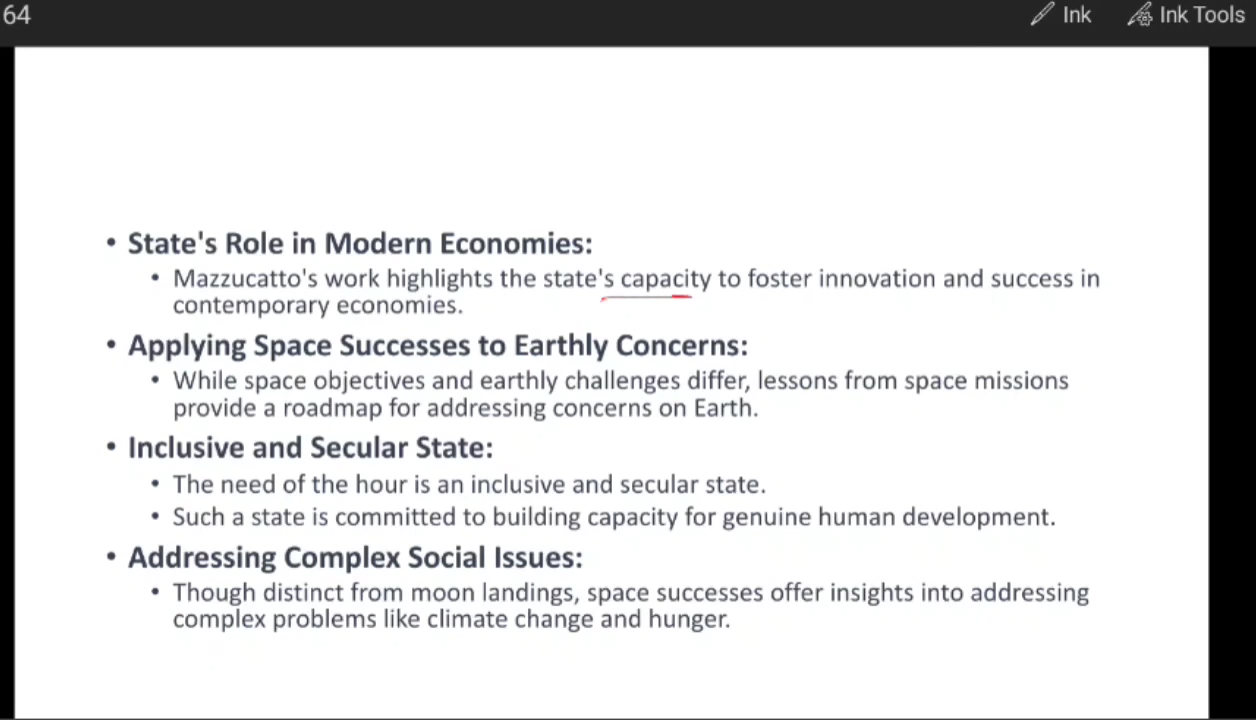 64
Ink
Ink Tools
• State's Role in Modern Economies:
• Mazzucatto's work highlights the state's capacity to foster innovation and success in
contemporary economies.
• Applying Space Successes to Earthly Concerns:
• While space objectives and earthly challenges differ, lessons from space missions
provide a roadmap for addressing concerns on Earth.
• Inclusive and Secular State:
• The need of the hour is an inclusive and secular state.
• Such a state is committed to building capacity for genuine human development.
• Addressing Complex Social Issues:
• Though distinct from moon landings, space successes offer insights into addressing
complex problems like climate change and hunger.